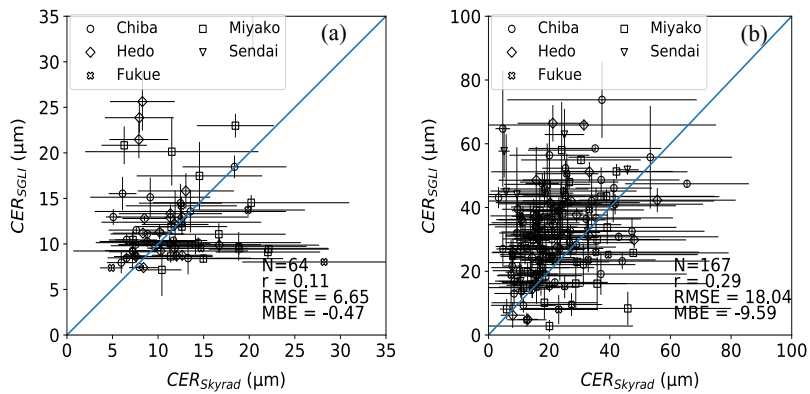 (a)
Chiba
Miyako
Hedo
Sendai
Fukue
35
30
25
20
15
10
5
0
CER_SGLI (μm)
N=64
r = 0.11
RMSE = 6.65
MBE = -0.47
0 5 10 15 20 25 30 35
CER_Skyrad (μm)
(b)
Chiba
Miyako
Hedo
Sendai
Fukue
100
80
60
40
20
0
CER_SGLI (μm)
N=167
r = 0.29
RMSE = 18.04
MBE = -9.59
0 20 40 60 80 100
CER_Skyrad (μm)